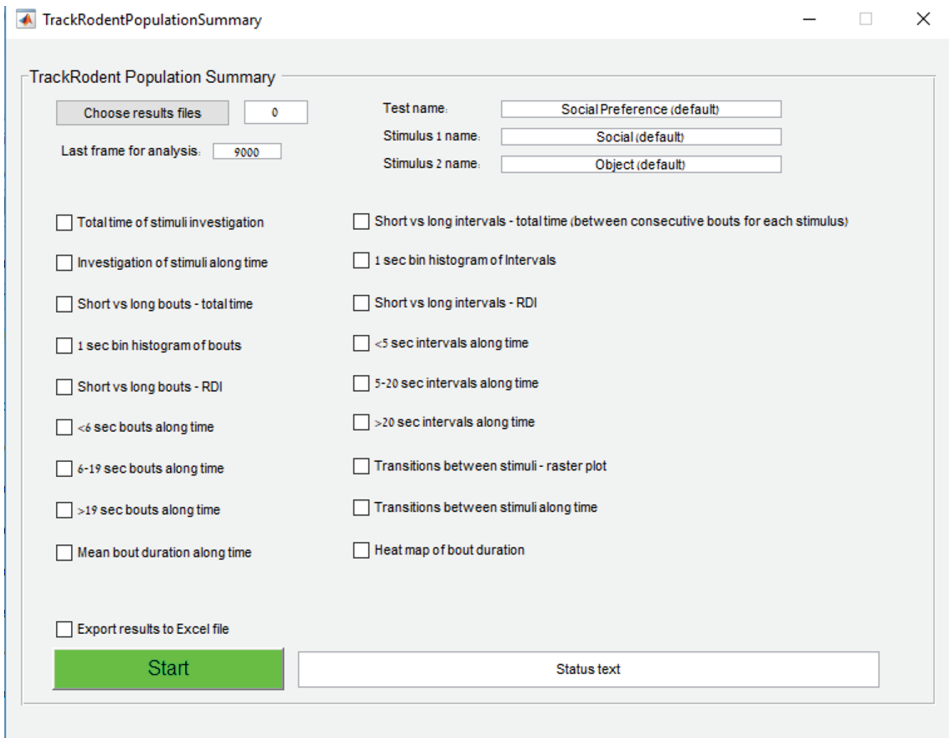 TrackRodentPopulationSummary
TrackRodent Population Summary
Choose results files
0
Last frame for analysis:
9000
Test name:
Social Preference (default)
Stimulus 1 name:
Social (default)
Stimulus 2 name:
Object (default)
Total time of stimuli investigation
Investigation of stimuli along time
Short vs long bouts - total time
1 sec bin histogram of bouts
Short vs long bouts - RDI
<6 sec bouts along time
6-19 sec bouts along time
>19 sec bouts along time
Mean bout duration along time
Short vs long intervals - total time (between consecutive bouts for each stimulus)
1 sec bin histogram of Intervals
Short vs long intervals - RDI
<5 sec intervals along time
5-20 sec intervals along time
>20 sec intervals along time
Transitions between stimuli - raster plot
Transitions between stimuli along time
Heat map of bout duration
Export results to Excel file
Start
Status text